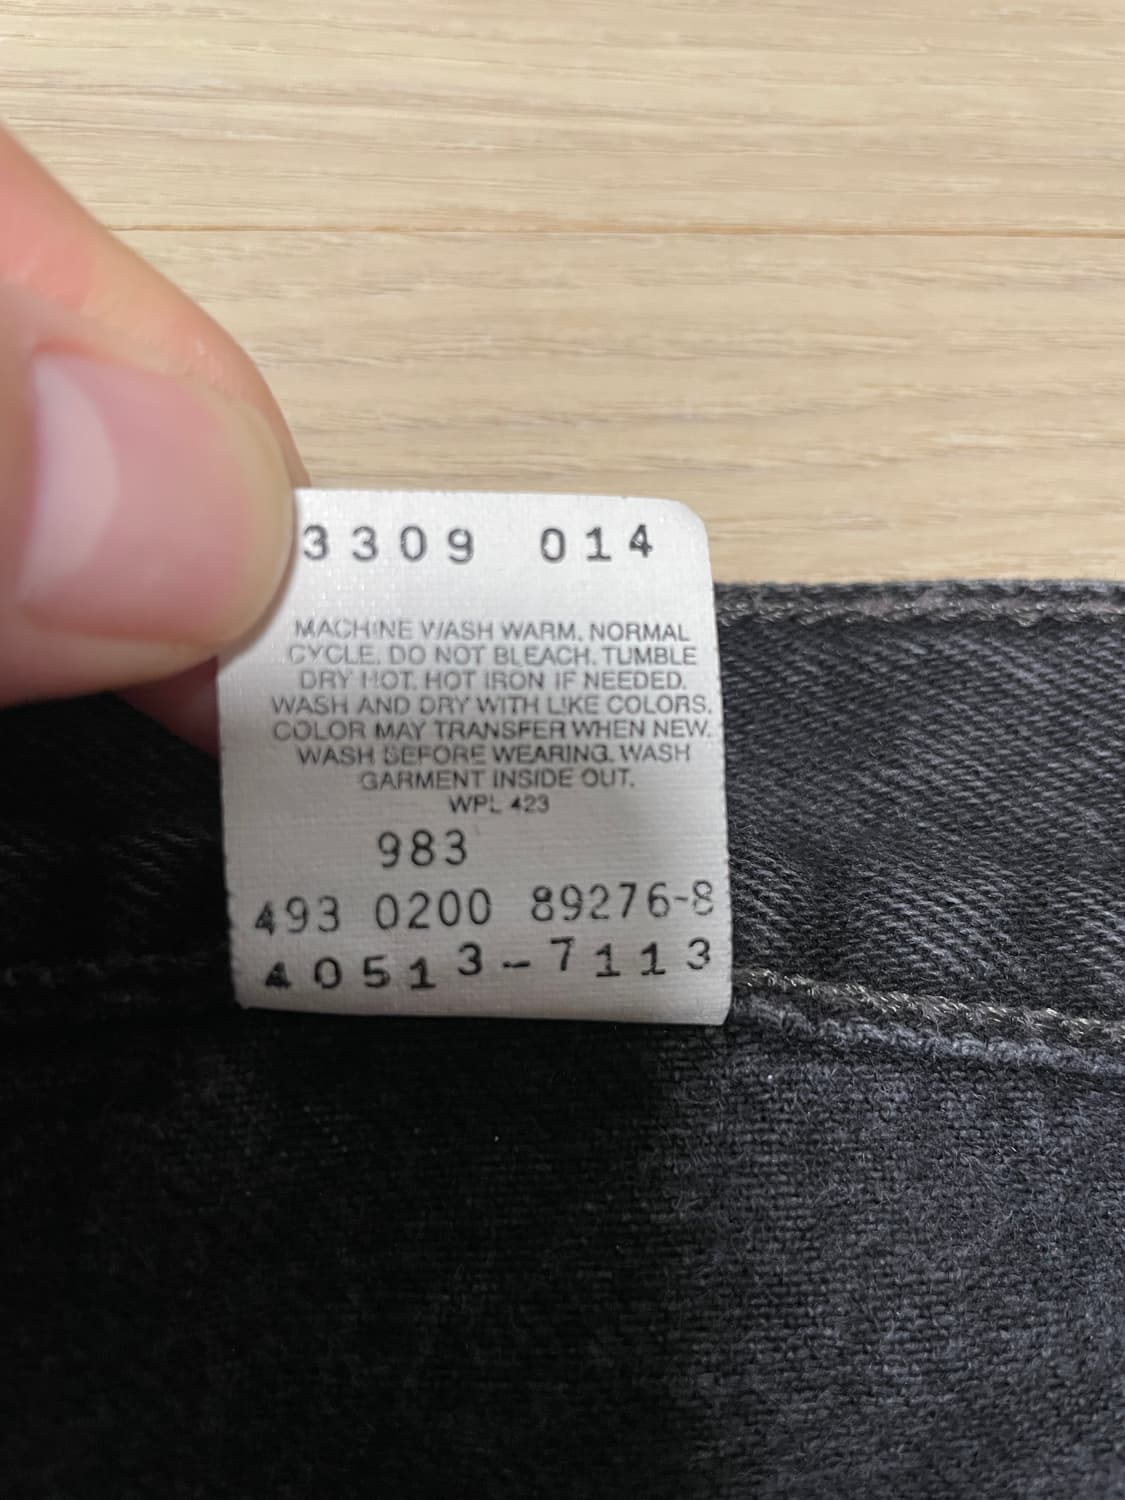 3309 014
MACHINE WASH WARM, NORMAL
CYCLE. DO NOT BLEACH. TUMBLE
DRY HOT. HOT IRON IF NEEDED.
WASH AND DRY WITH LIKE COLORS.
COLOR MAY TRANSFER WHEN NEW.
WASH BEFORE WEARING. WASH
GARMENT INSIDE OUT.
WPL 423
983
493 0200 89276-8
40513-7113